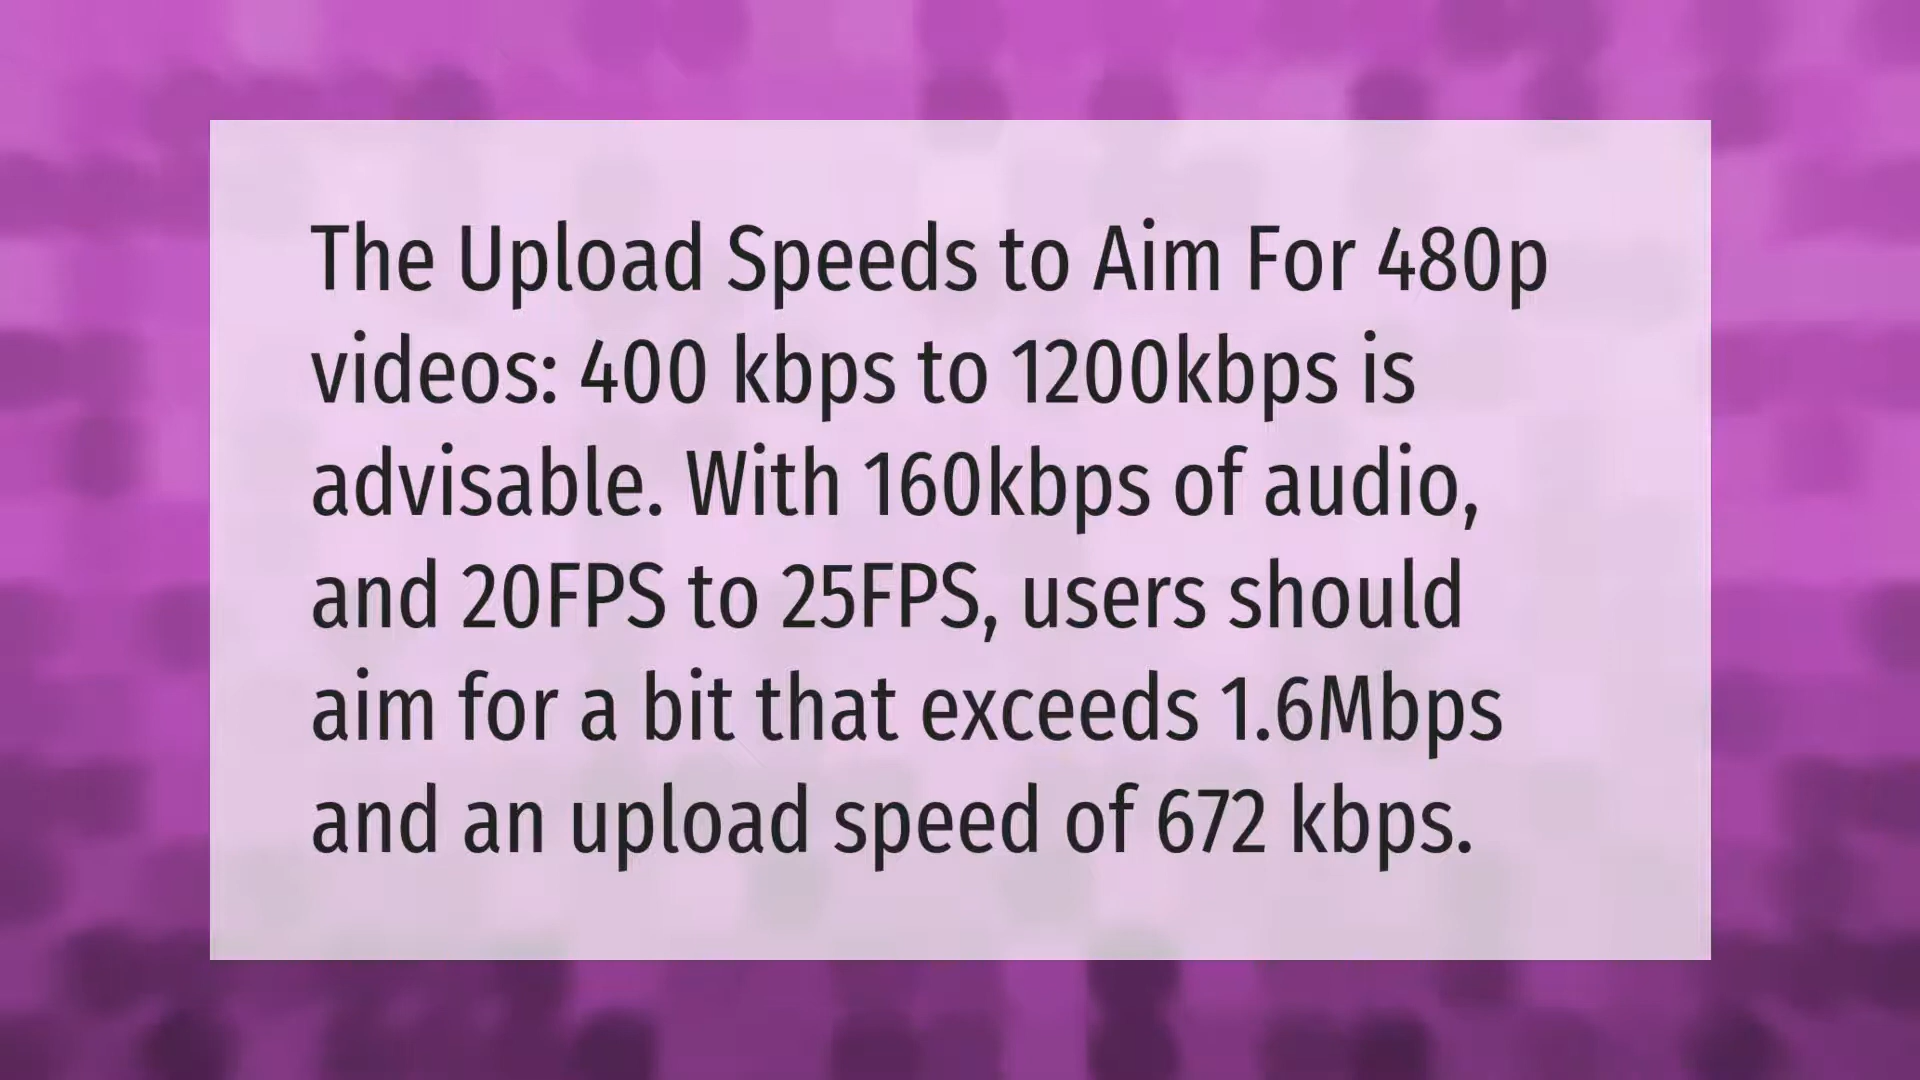 The Upload Speeds to Aim For 480p
videos: 400 kbps to 1200kbps is
advisable. With 160kbps of audio,
and 20FPS to 25FPS, users should
aim for a bit that exceeds 1.6Mbps
and an upload speed of 672 kbps.